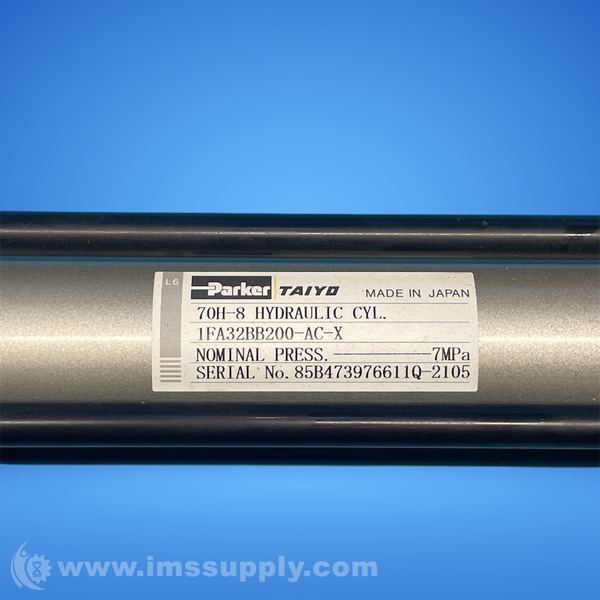 L6
Parker TAIYO MADE IN JAPAN
70H-8 HYDRAULIC CYL.
1FA32BB200-AC-X
NOMINAL PRESS.----------7MPa
SERIAL No.85B473976611Q-2105
www.imssupply.com